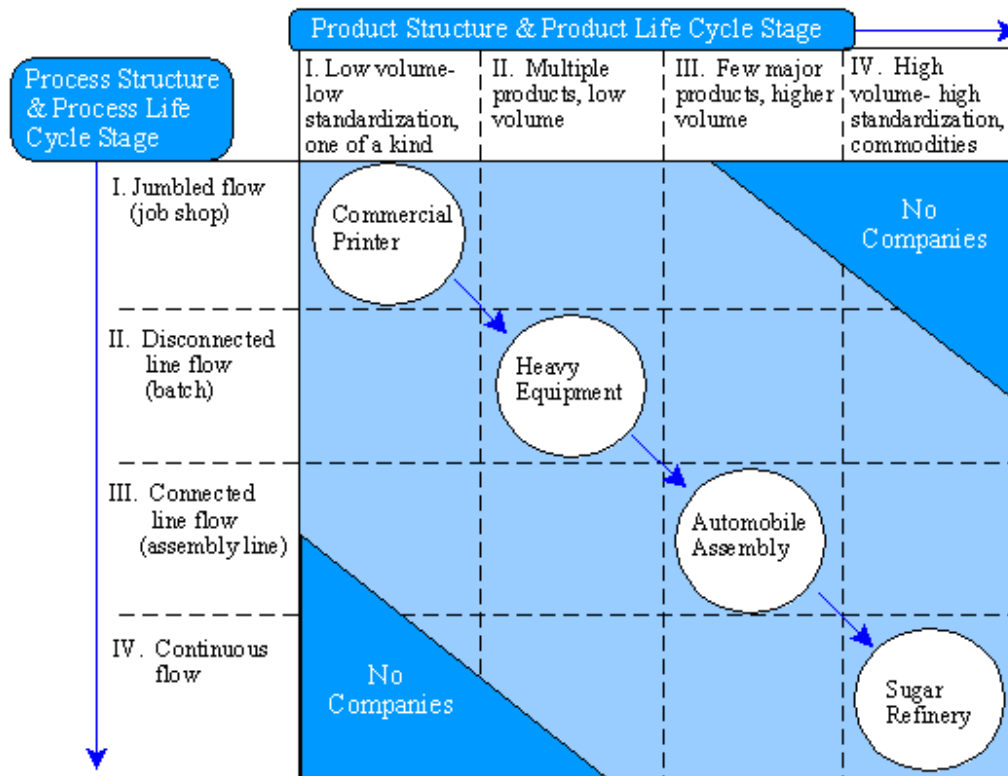 Product Structure & Product Life Cycle Stage
Process Structure
& Process Life
Cycle Stage
I. Low volume-
low
standardization,
one of a kind
II. Multiple
products, low
volume
III. Few major
products, higher
volume
IV. High
volume- high
standardization,
commodities
I. Jumbled flow
(job shop)
Commercial
Printer
No
Companies
II. Disconnected
line flow
(batch)
Heavy
Equipment
III. Connected
line flow
(assembly line)
Automobile
Assembly
IV. Continuous
flow
No
Companies
Sugar
Refinery